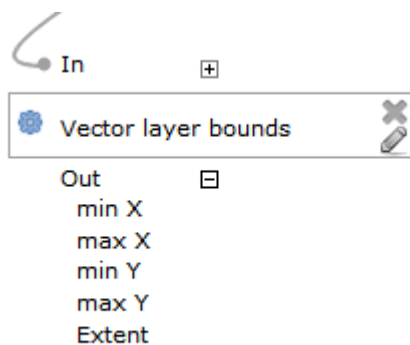 In
Vector layer bounds
Out
min X
max X
min Y
max Y
Extent